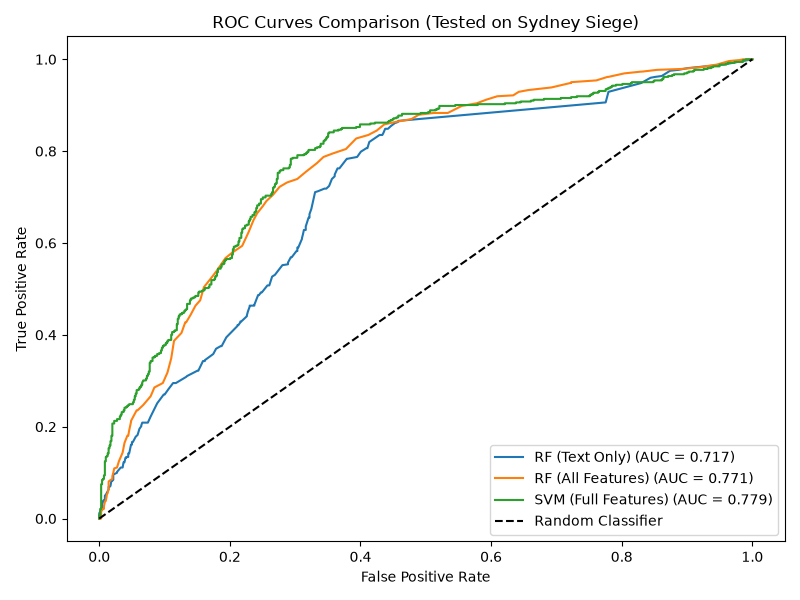 ROC Curves Comparison (Tested on Sydney Siege)
True Positive Rate
1.0
0.8
0.6
0.4
0.2
0.0
RF (Text Only) (AUC = 0.717)
RF (All Features) (AUC = 0.771)
SVM (Full Features) (AUC = 0.779)
Random Classifier
0.0 0.2 0.4 0.6 0.8 1.0
False Positive Rate